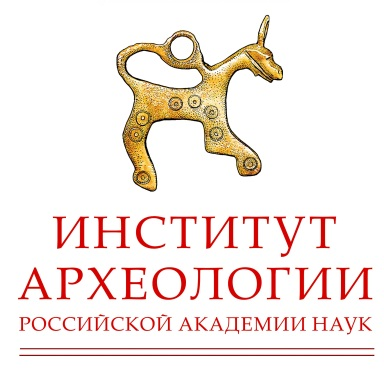 ИНСТИТУТ
АРХЕОЛОГИИ
РОССИЙСКОЙ АКАДЕМИИ НАУК